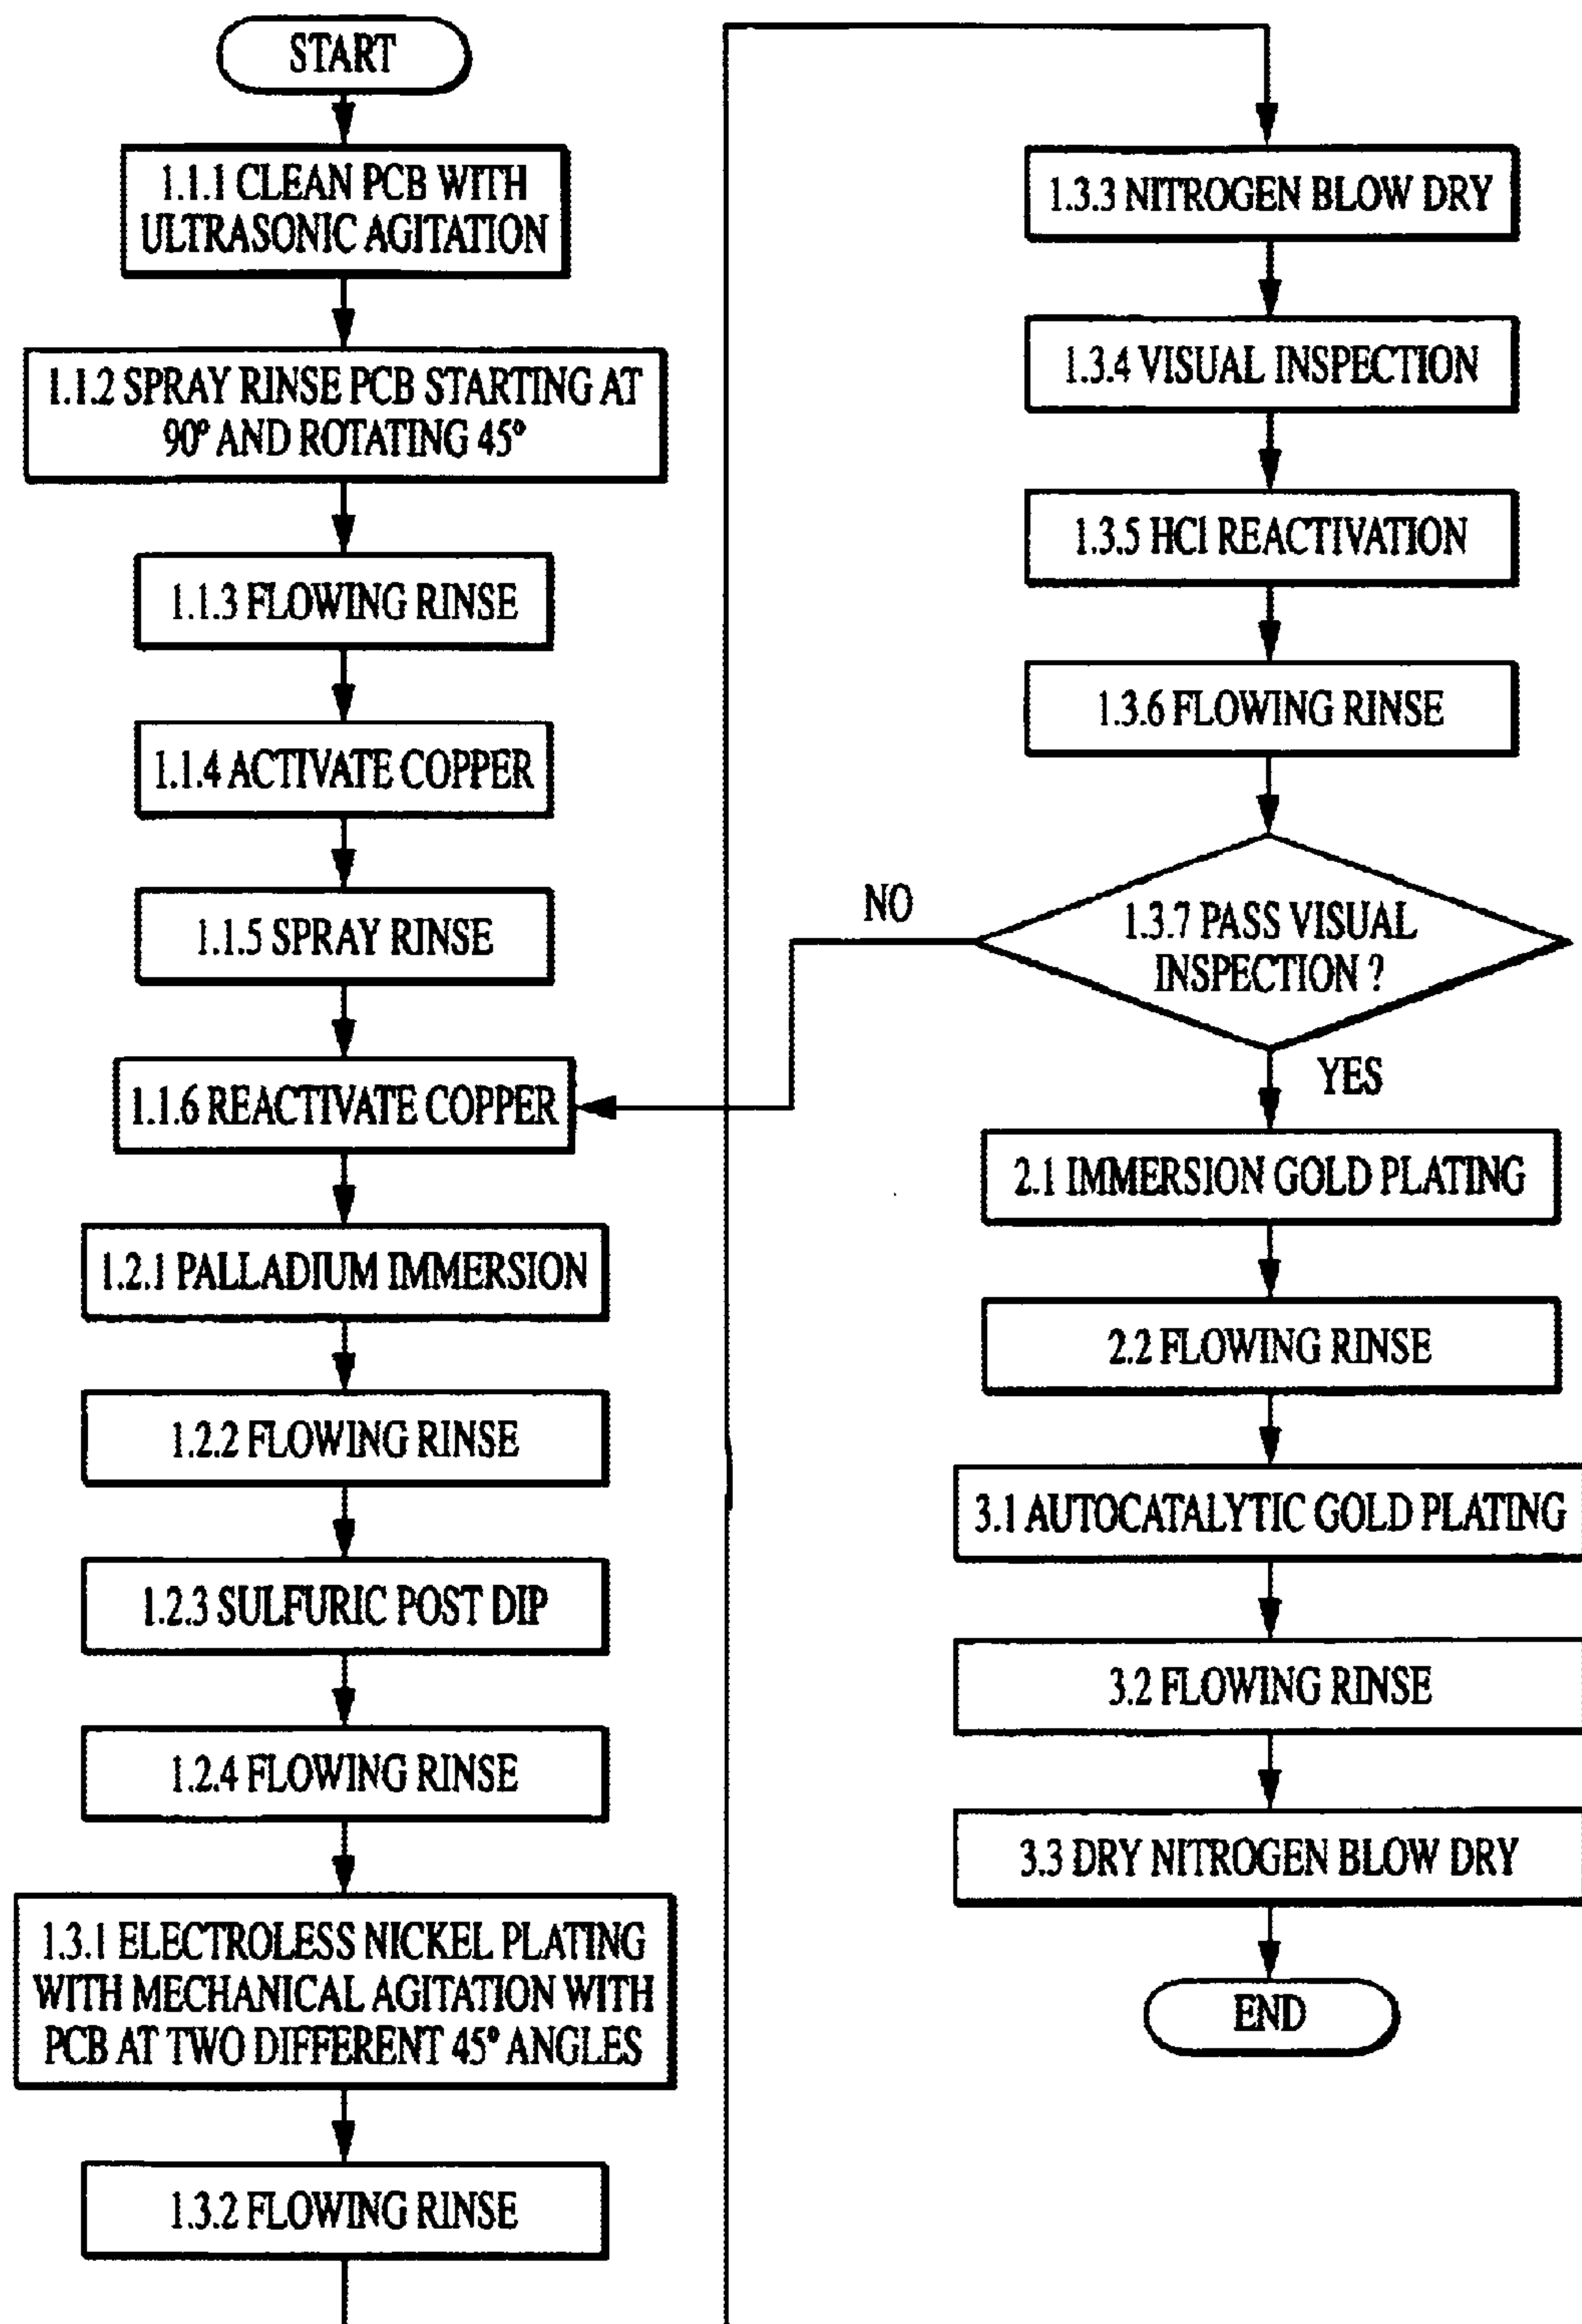 START
1.1.1 CLEAN PCB WITH
ULTRASONIC AGITATION
1.1.2 SPRAY RINSE PCB STARTING AT
90º AND ROTATING 45º
1.1.3 FLOWING RINSE
1.1.4 ACTIVATE COPPER
1.1.5 SPRAY RINSE
1.1.6 REACTIVATE COPPER
1.2.1 PALLADIUM IMMERSION
1.2.2 FLOWING RINSE
1.2.3 SULFURIC POST DIP
1.2.4 FLOWING RINSE
1.3.1 ELECTROLESS NICKEL PLATING
WITH MECHANICAL AGITATION WITH
PCB AT TWO DIFFERENT 45º ANGLES
1.3.2 FLOWING RINSE
1.3.3 NITROGEN BLOW DRY
1.3.4 VISUAL INSPECTION
1.3.5 HCl REACTIVATION
1.3.6 FLOWING RINSE
1.3.7 PASS VISUAL
INSPECTION ?
NO
YES
2.1 IMMERSION GOLD PLATING
2.2 FLOWING RINSE
3.1 AUTOCATALYTIC GOLD PLATING
3.2 FLOWING RINSE
3.3 DRY NITROGEN BLOW DRY
END